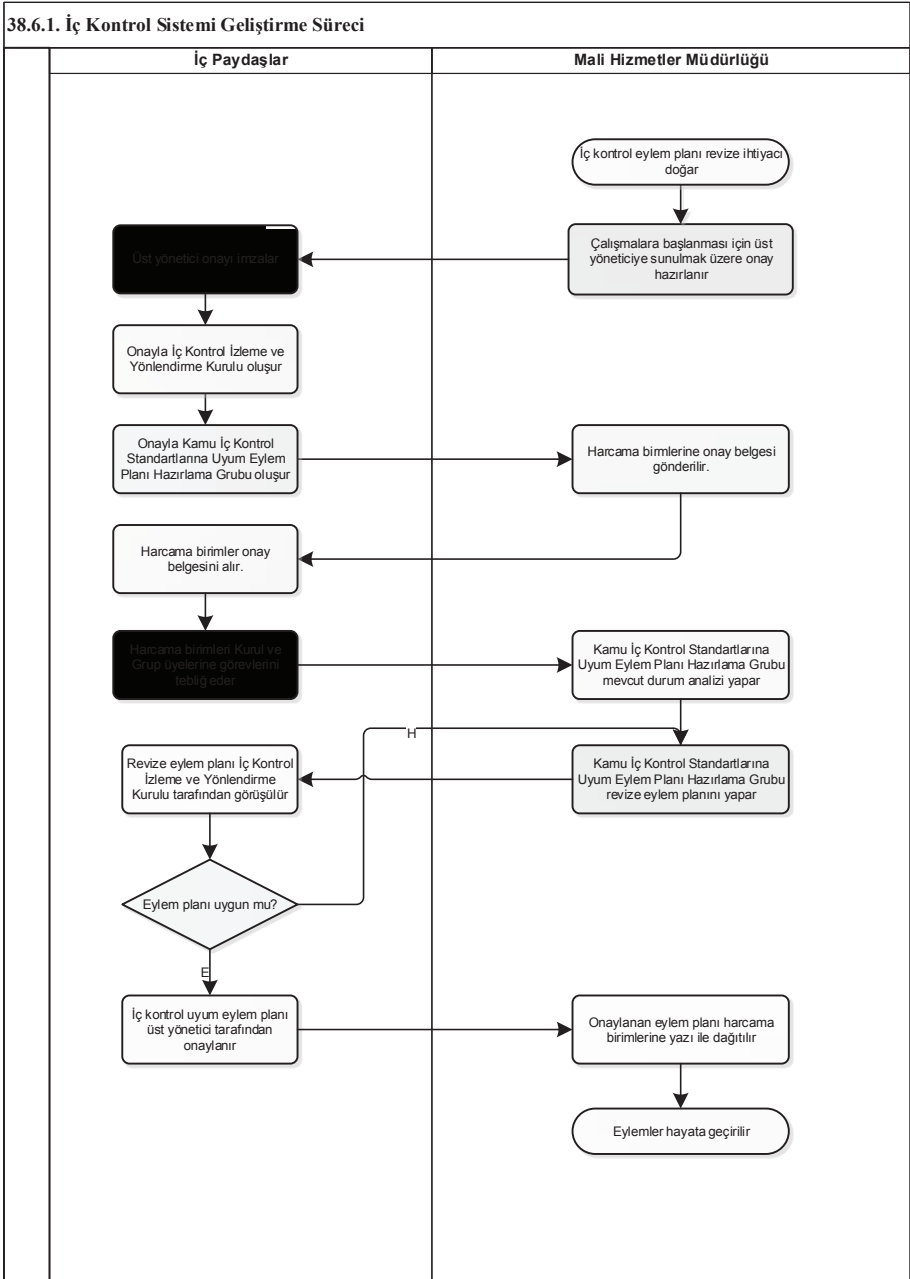 38.6.1. İç Kontrol Sistemi Geliştirme Süreci
İç Paydaşlar
Mali Hizmetler Müdürlüğü
İç kontrol eylem planı revize ihtiyacı
doğar
Çalışmalara başlanması için üst
yöneticiye sunulmak üzere onay
hazırlanır
Üst yönetici onayı imzalar
Onayla İç Kontrol İzleme ve
Yönlendirme Kurulu oluşur
Onayla Kamu İç Kontrol
Standartlarına Uyum Eylem
Planı Hazırlama Grubu oluşur
Harcama birmlerine onay belgesi
gönderilir.
Harcama birimler onay
belgesini alır.
Harcama birimleri Kurul ve
Grup üyelerine görevlerini
tebliğ eder
Kamu İç Kontrol Standartlarına
Uyum Eylem Planı Hazırlama Grubu
mevcut durum analizi yapar
H
Kamu İç Kontrol Standartlarına
Uyum Eylem Planı Hazırlama Grubu
revize eylem planını yapar
Revize eylem planı İç Kontrol
İzleme ve Yönlendirme
Kurulu tarafından görüşülür
Eylem planı uygun mu?
E
İç kontrol uyum eylem planı
üst yönetici tarafından
onaylanır
Onaylanan eylem planı harcama
birimlerine yazı ile dağıtılır
Eylemler hayata geçirilir